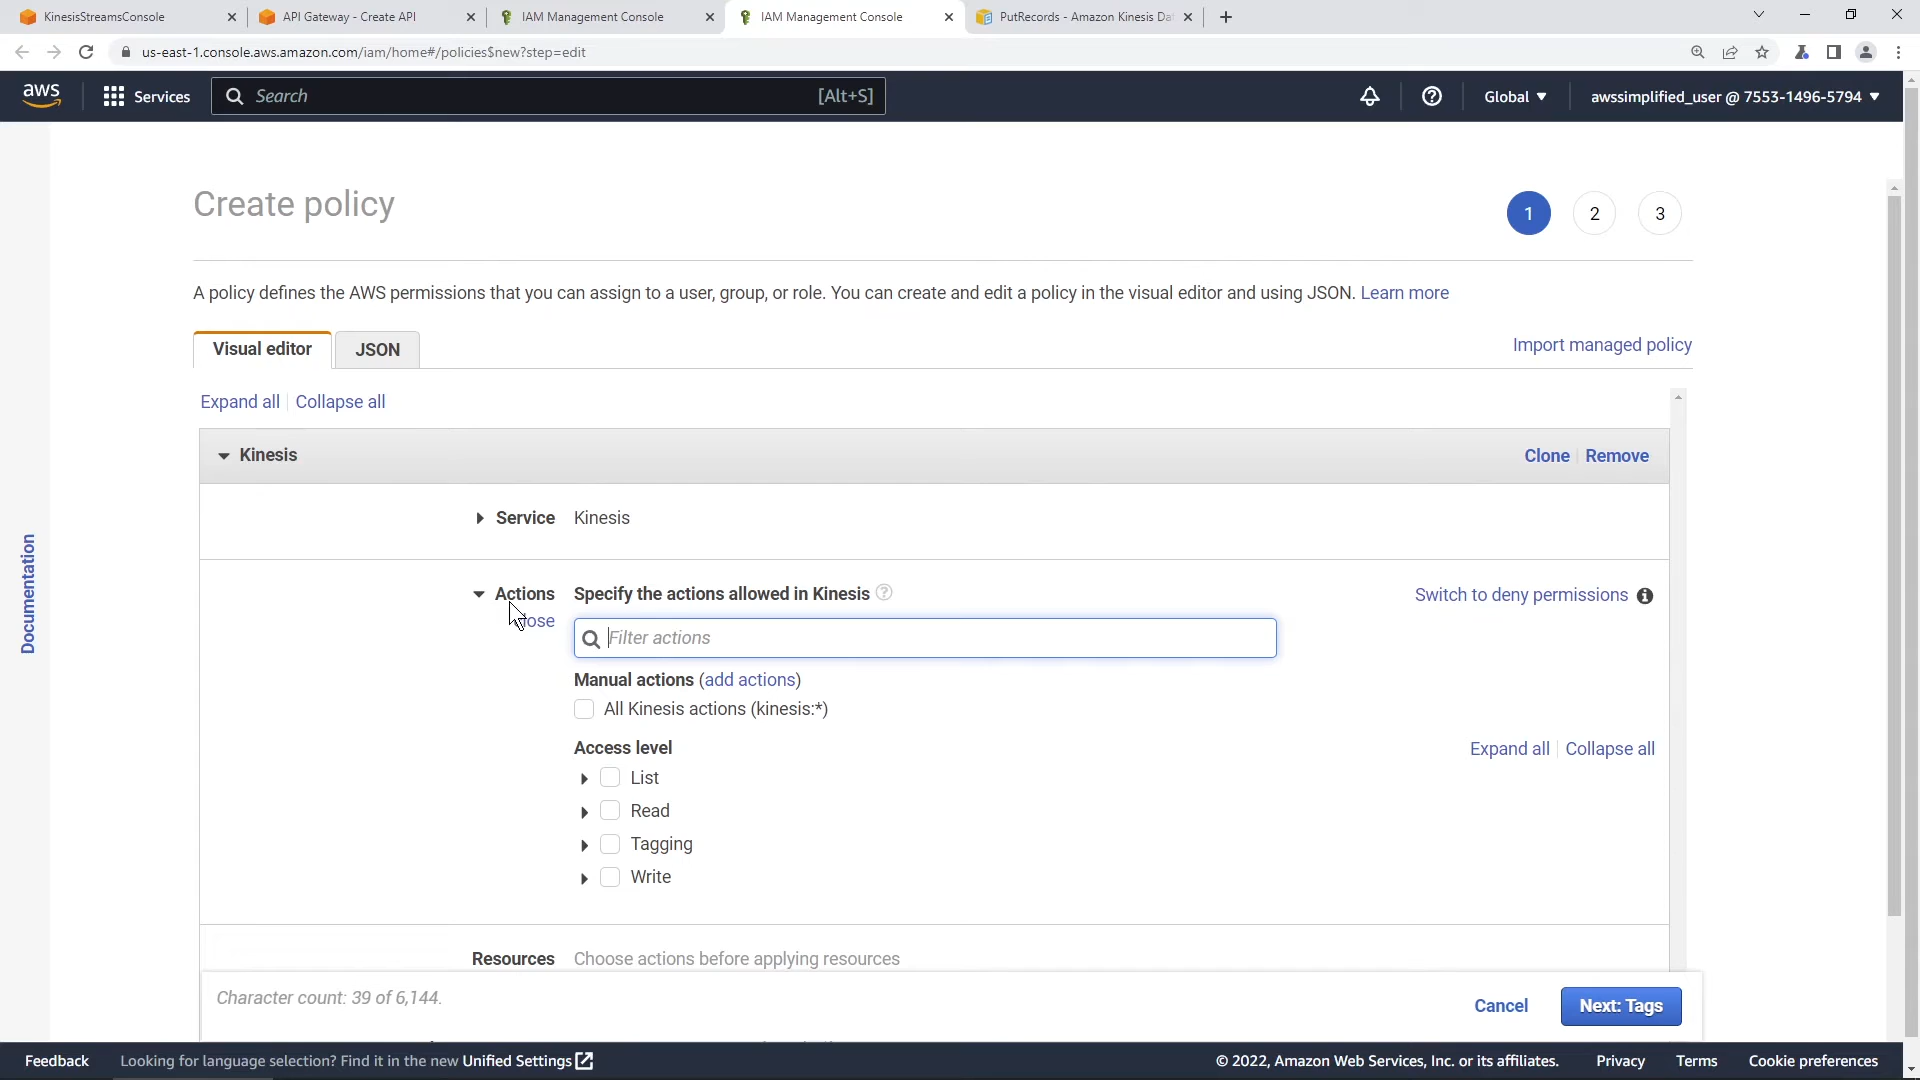 KinesisStreamsConsole
API Gateway - Create API
IAM Management Console
IAM Management Console
PutRecords - Amazon Kinesis Da
us-east-1.console.aws.amazon.com/iam/home#/policies$new?step=edit
aws
Services
Search
[Alt+S]
Global
awssimplified_user @ 7553-1496-5794
Create policy
1
2
3
A policy defines the AWS permissions that you can assign to a user, group, or role. You can create and edit a policy in the visual editor and using JSON. Learn more
Visual editor
JSON
Import managed policy
Expand all
Collapse all
Kinesis
Clone
Remove
Service
Kinesis
Documentation
Actions
Specify the actions allowed in Kinesis
Switch to deny permissions
Filter actions
Manual actions (add actions)
All Kinesis actions (kinesis:*)
Access level
Expand all
Collapse all
List
Read
Tagging
Write
Resources
Choose actions before applying resources
Character count: 39 of 6,144.
Cancel
Next: Tags
Feedback
Looking for language selection? Find it in the new Unified Settings
© 2022, Amazon Web Services, Inc. or its affiliates.
Privacy
Terms
Cookie preferences